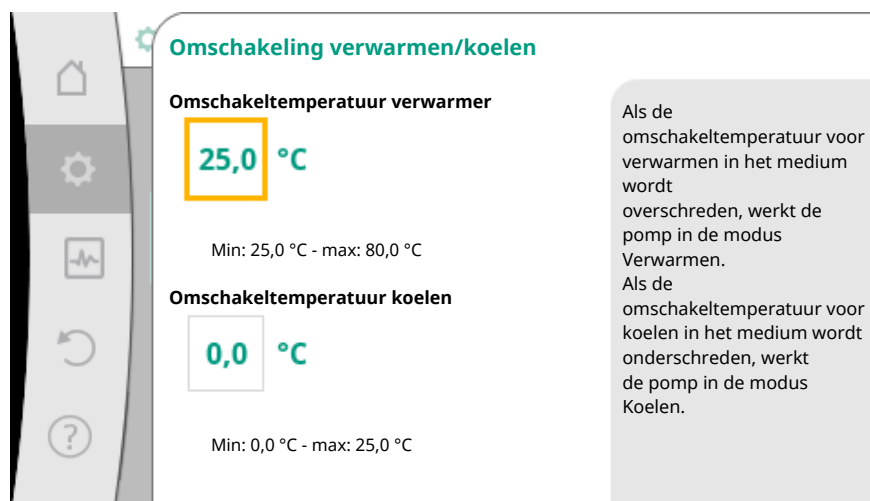 Omschakeling verwarmen/koelen
Omschakeltemperatuur verwarmer
25,0 °C
Min: 25,0 °C - max: 80,0 °C
Omschakeltemperatuur koelen
0,0 °C
Min: 0,0 °C - max: 25,0 °C
Als de
omschakeltemperatuur voor
verwarmen in het medium
wordt
overschreden, werkt de
pomp in de modus
Verwarmen.
Als de
omschakeltemperatuur voor
koelen in het medium wordt
onderschreden, werkt
de pomp in de modus
Koelen.
?